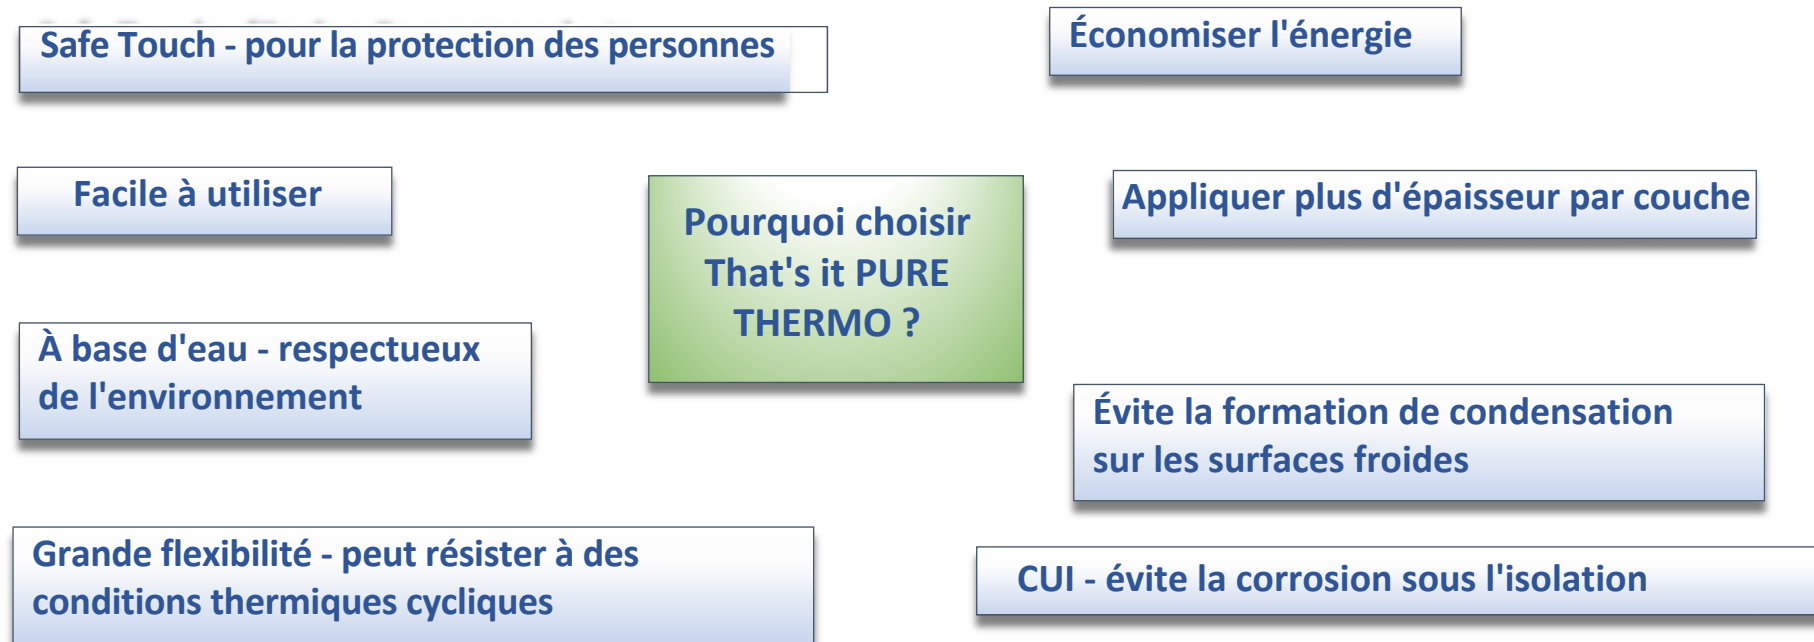 Safe Touch - pour la protection des personnes
Économiser l'énergie
Facile à utiliser
Appliquer plus d'épaisseur par couche
Pourquoi choisir
That's it PURE
THERMO ?
À base d'eau - respectueux
de l'environnement
Évite la formation de condensation
sur les surfaces froides
Grande flexibilité - peut résister à des
conditions thermiques cycliques
CUI - évite la corrosion sous l'isolation